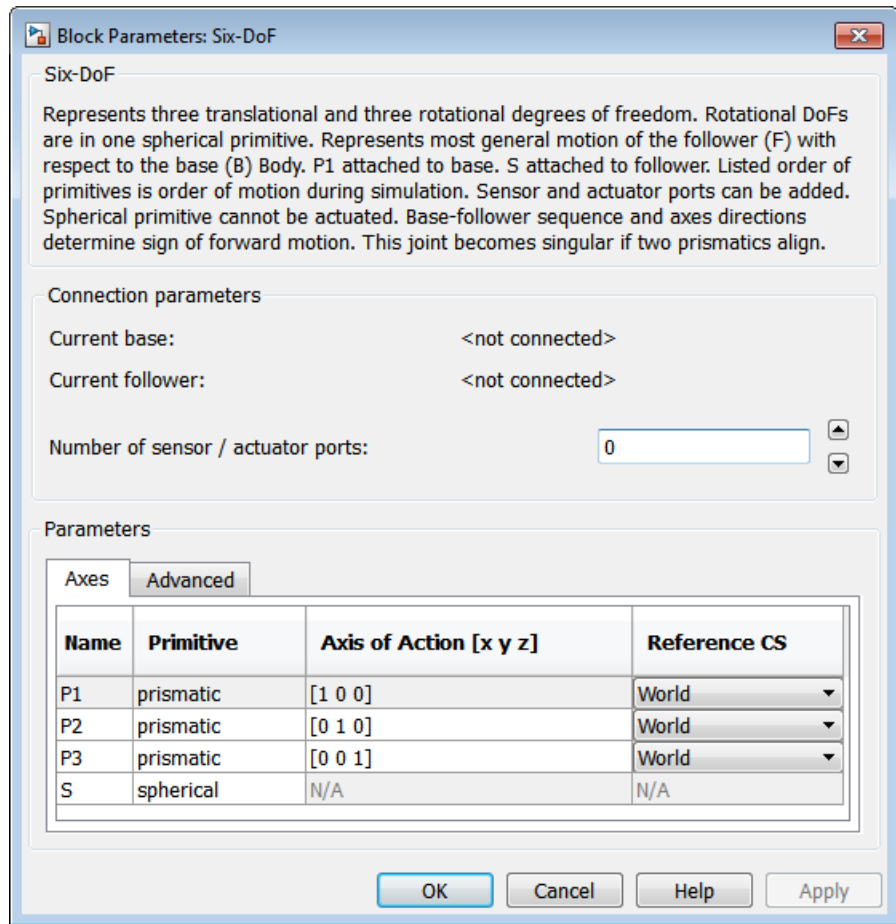 Block Parameters: Six-DoF
Six-DoF
Represents three translational and three rotational degrees of freedom. Rotational DoFs
are in one spherical primitive. Represents most general motion of the follower (F) with
respect to the base (B) Body. P1 attached to base. S attached to follower. Listed order of
primitives is order of motion during simulation. Sensor and actuator ports can be added.
Spherical primitive cannot be actuated. Base-follower sequence and axes directions
determine sign of forward motion. This joint becomes singular if two prismatics align.
Connection parameters
Current base: <not connected>
Current follower: <not connected>
Number of sensor / actuator ports: 0
Parameters
Axes Advanced
Name Primitive Axis of Action [x y z] Reference CS
P1 prismatic [1 0 0] World
P2 prismatic [0 1 0] World
P3 prismatic [0 0 1] World
S spherical N/A N/A
OK Cancel Help Apply